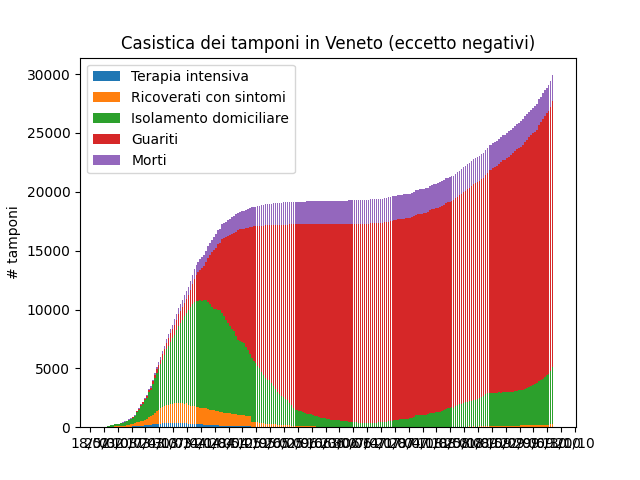 Casistica dei tamponi in Veneto (eccetto negativi)
Terapia intensiva
Ricoverati con sintomi
Isolamento domiciliare
Guariti
Morti
# tamponi
30000
25000
20000
15000
10000
5000
0